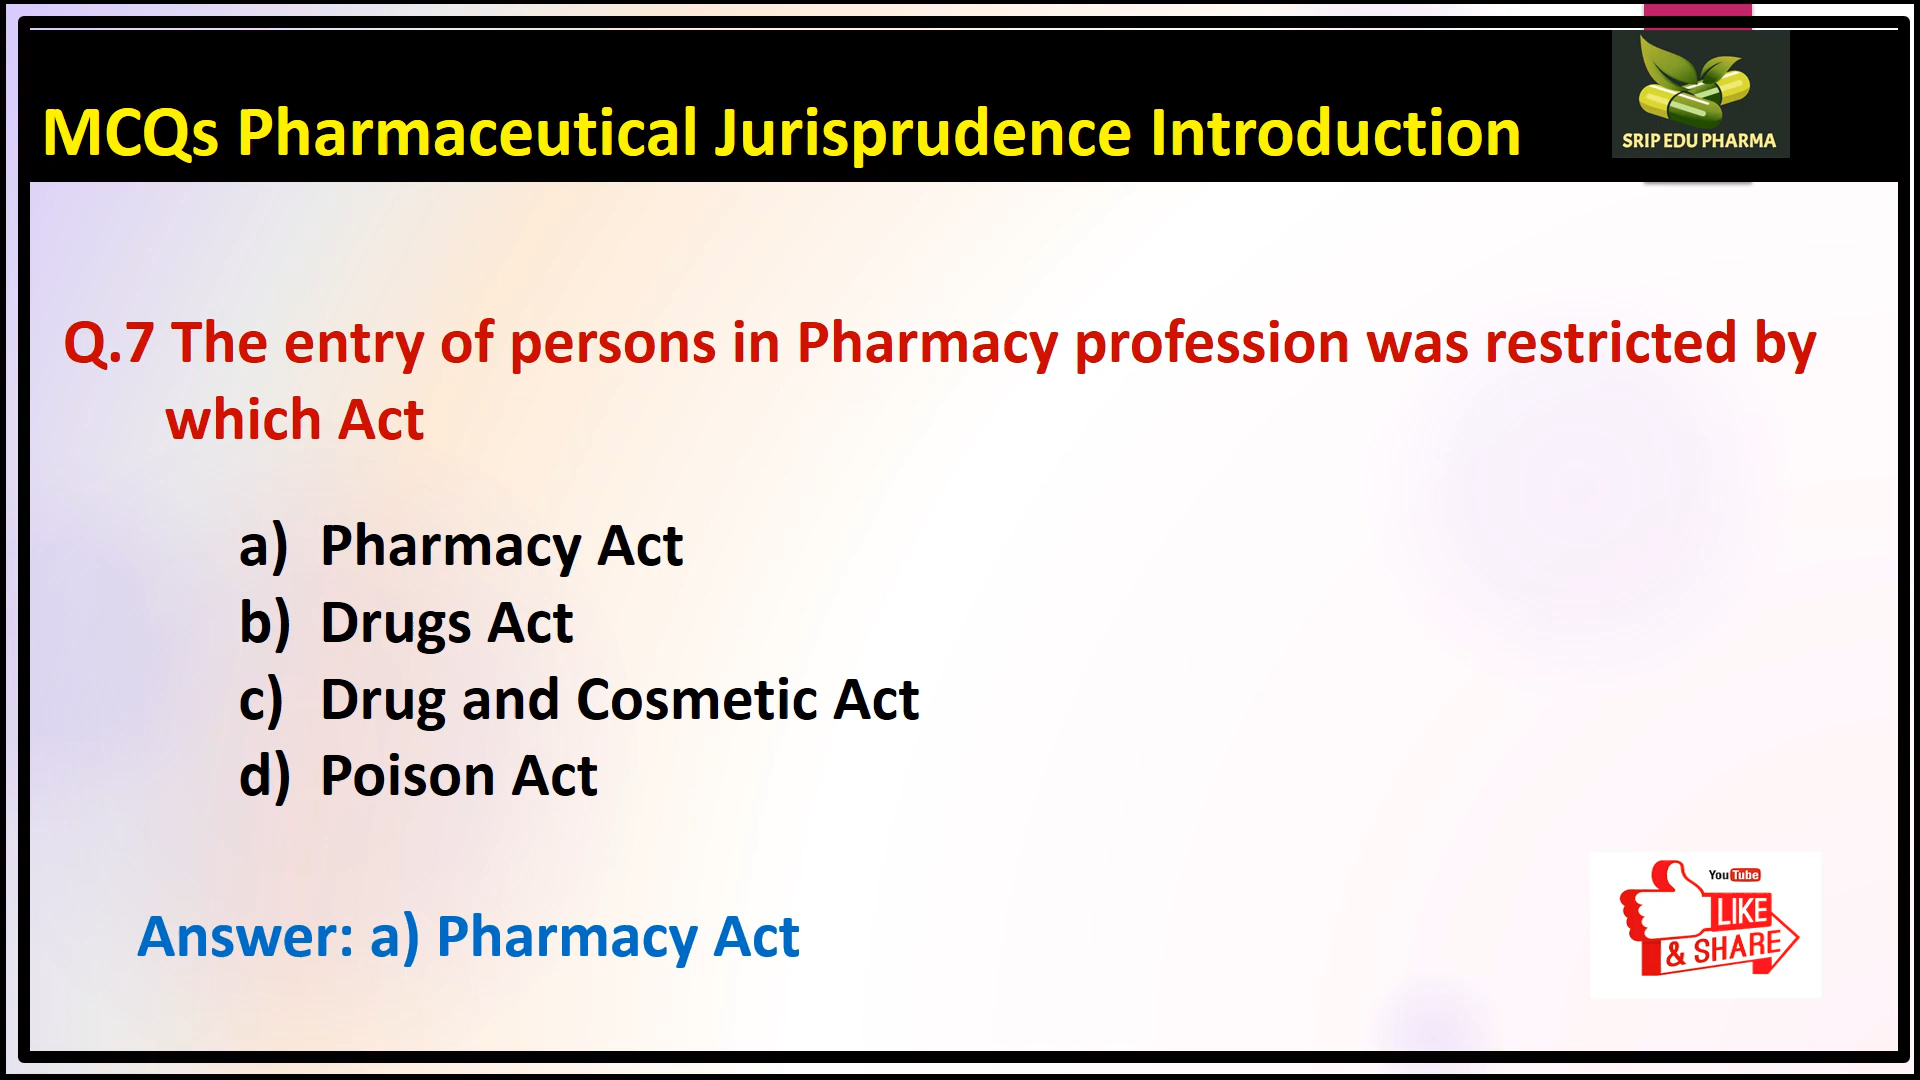 MCQs Pharmaceutical Jurisprudence Introduction
SRIP EDU PHARMA
Q.7 The entry of persons in Pharmacy profession was restricted by
which Act
a) Pharmacy Act
b) Drugs Act
c) Drug and Cosmetic Act
d) Poison Act
Answer: a) Pharmacy Act
YouTube
LIKE
& SHARE